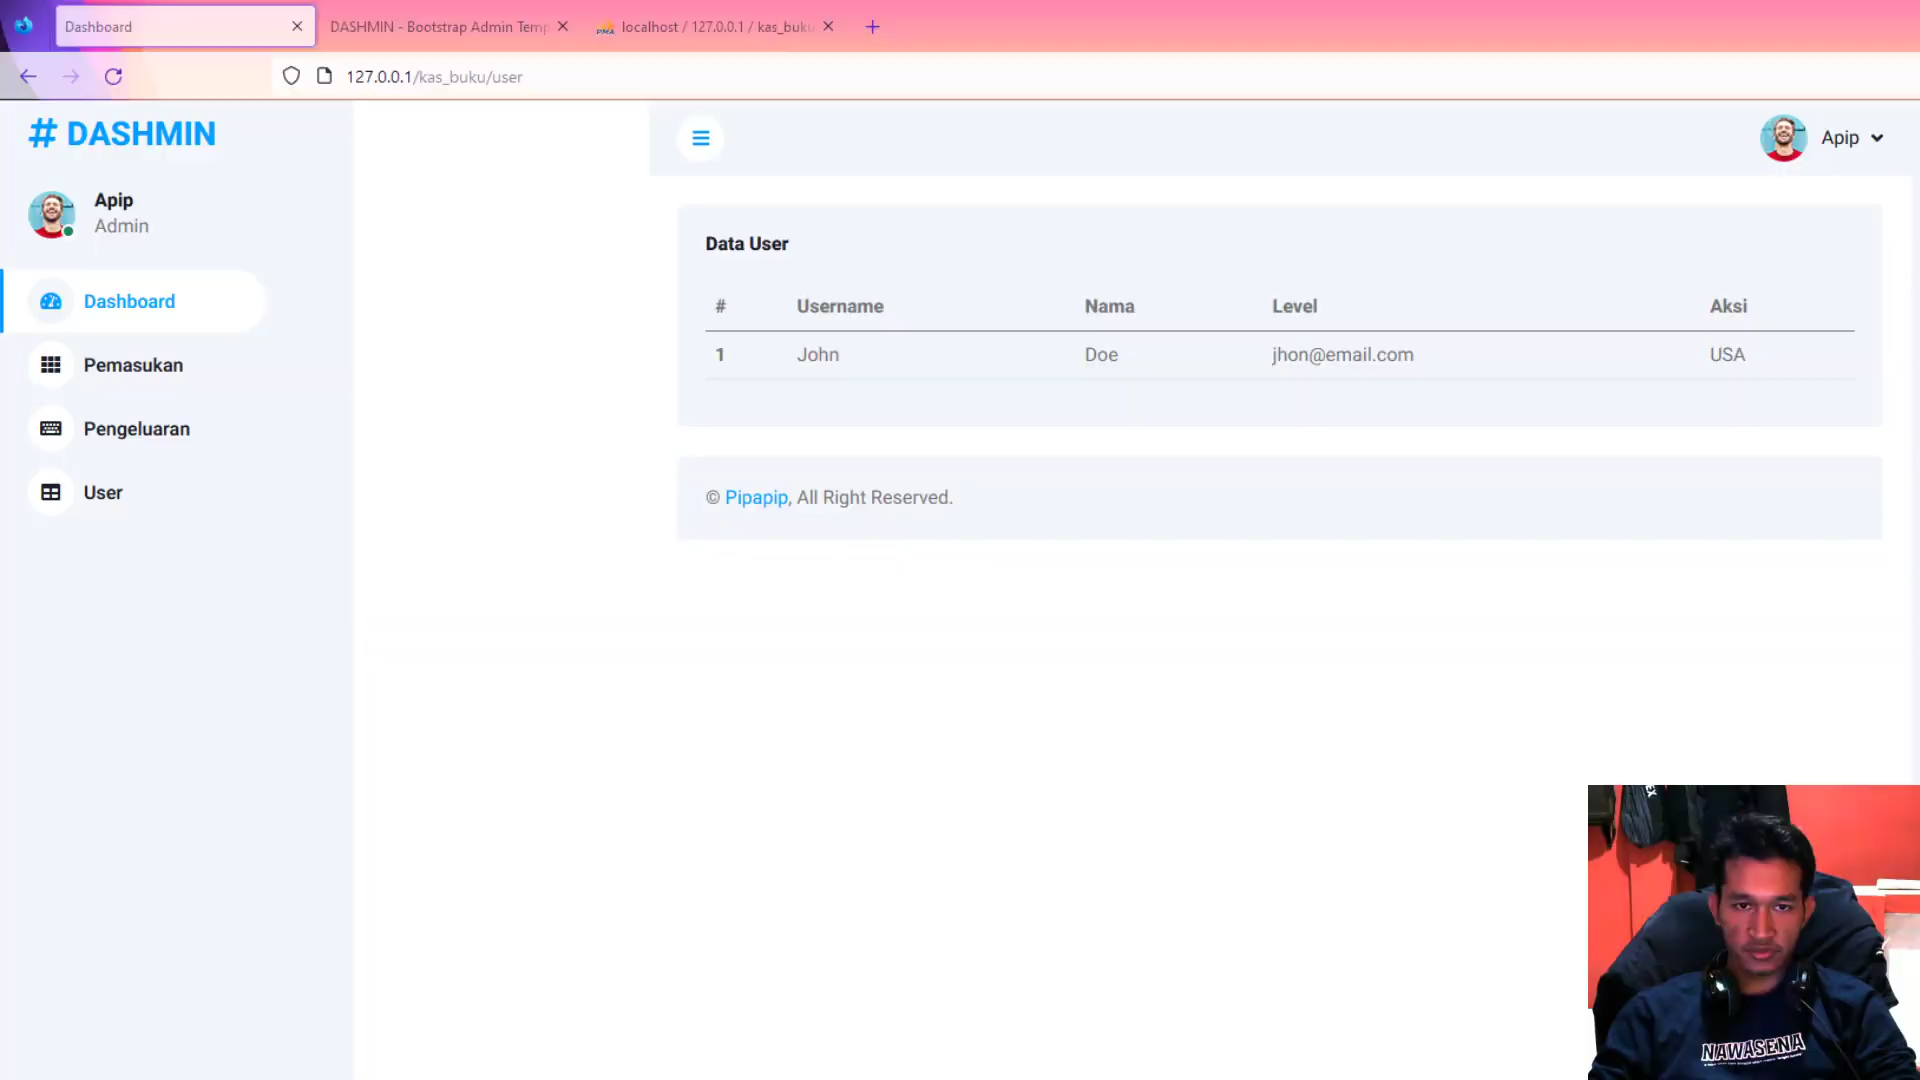 Dashboard
DASHMIN - Bootstrap Admin Temp
PMA localhost / 127.0.0.1 / kas_buku
127.0.0.1/kas_buku/user
# DASHMIN
Apip
Admin
Dashboard
Pemasukan
Pengeluaran
User
Apip
Data User
# Username Nama Level Aksi
1 John Doe jhon@email.com USA
© Pipapip, All Right Reserved.
NAWASENA